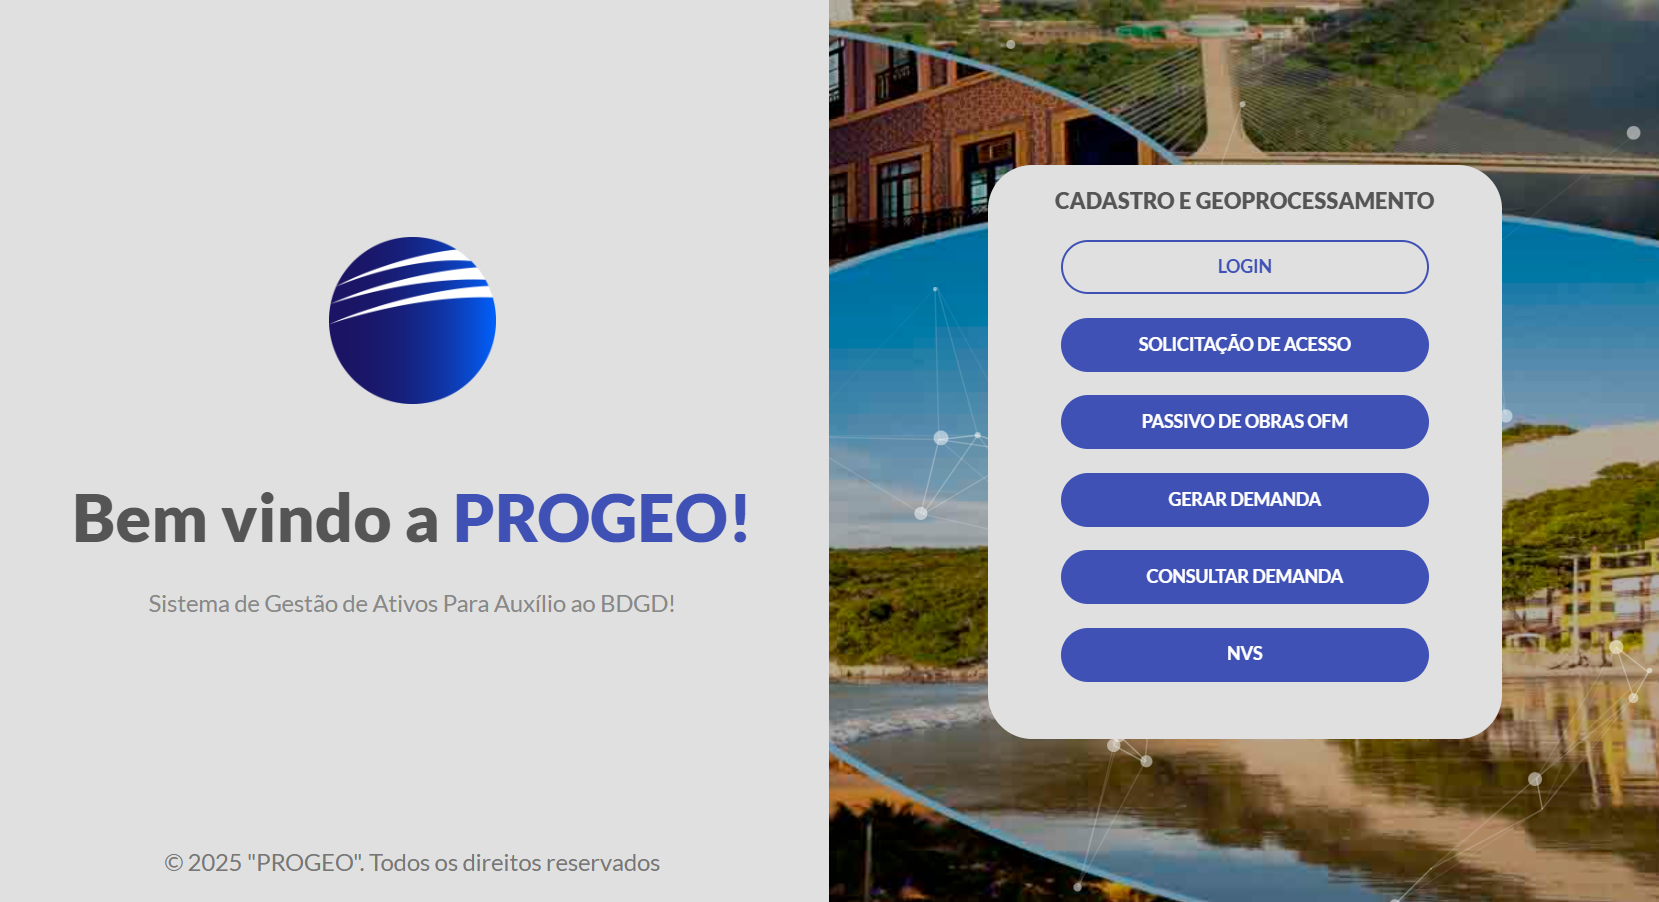 Bem vindo a PROGEO!
Sistema de Gestão de Ativos Para Auxílio ao BDGD!
© 2025 "PROGEO". Todos os direitos reservados
CADASTRO E GEOPROCESSAMENTO
LOGIN
SOLICITAÇÃO DE ACESSO
PASSIVO DE OBRAS OFM
GERAR DEMANDA
CONSULTAR DEMANDA
NVS